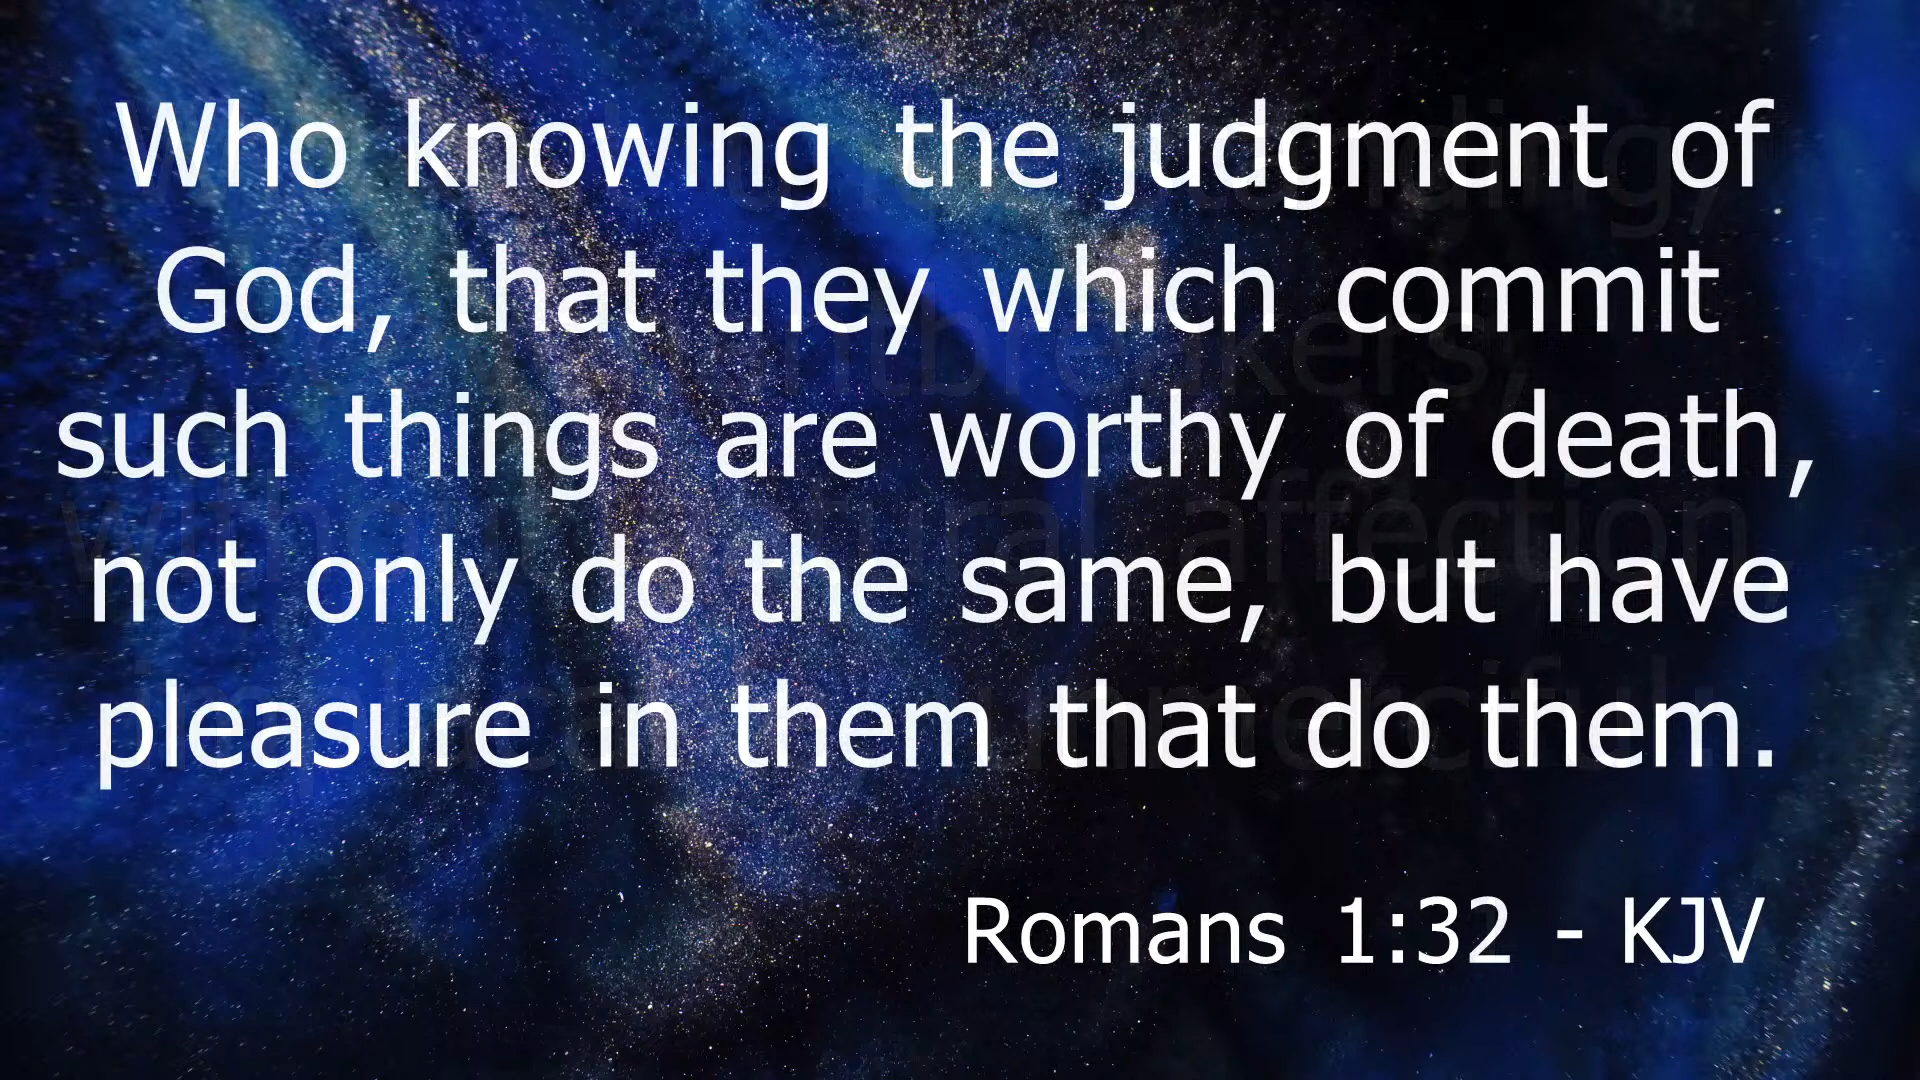 Who knowing the judgment of
God, that they which commit
such things are worthy of death,
not only do the same, but have
pleasure in them that do them.
Romans 1:32 - KJV